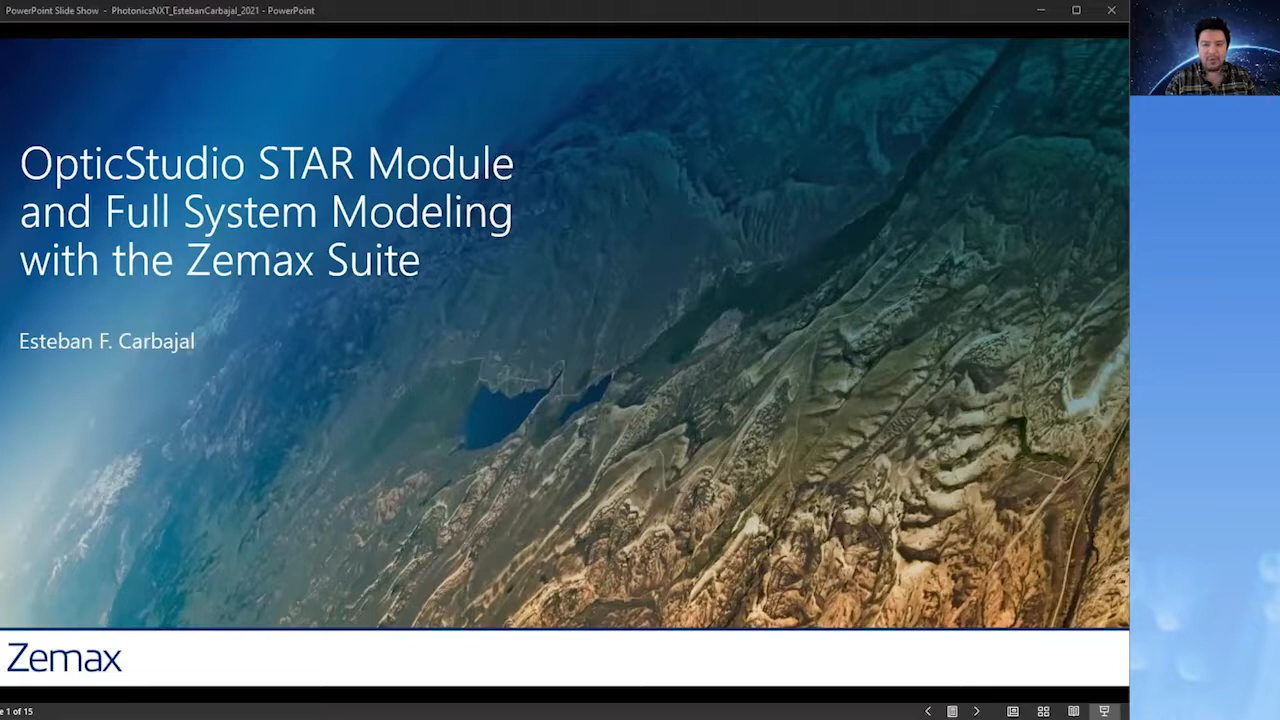 PowerPoint Slide Show - PhotonicsNXT_EstebanCarbajal_2021 - PowerPoint
OpticStudio STAR Module
and Full System Modeling
with the Zemax Suite
Esteban F. Carbajal
Zemax
e 1 of 15